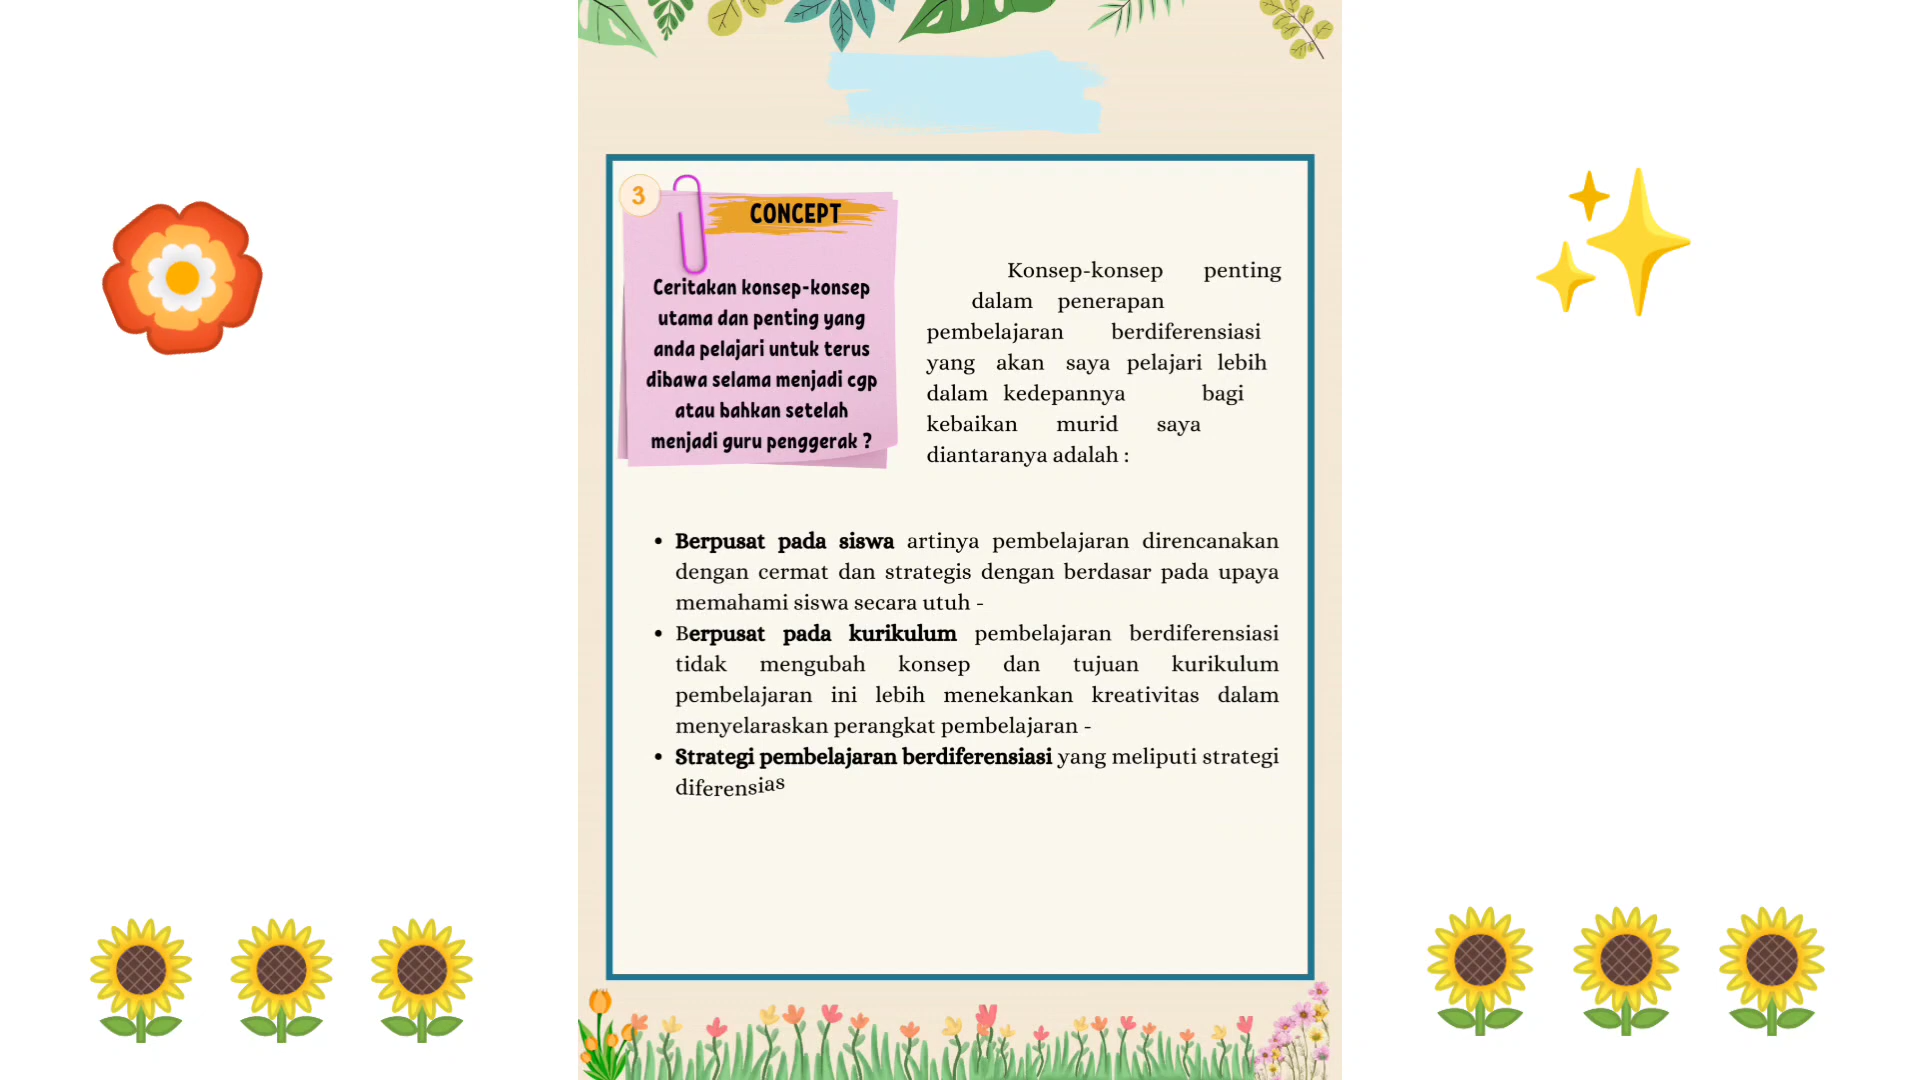 3
CONCEPT
Ceritakan konsep-konsep
utama dan penting yang
anda pelajari untuk terus
dibawa selama menjadi cgp
atau bahkan setelah
menjadi guru penggerak ?
Konsep-konsep penting
dalam penerapan
pembelajaran berdiferensiasi
yang akan saya pelajari lebih
dalam kedepannya bagi
kebaikan murid saya
diantaranya adalah :
• Berpusat pada siswa artinya pembelajaran direncanakan
dengan cermat dan strategis dengan berdasar pada upaya
memahami siswa secara utuh -
• Berpusat pada kurikulum pembelajaran berdiferensiasi
tidak mengubah konsep dan tujuan kurikulum
pembelajaran ini lebih menekankan kreativitas dalam
menyelaraskan perangkat pembelajaran -
• Strategi pembelajaran berdiferensiasi yang meliputi strategi
diferensias